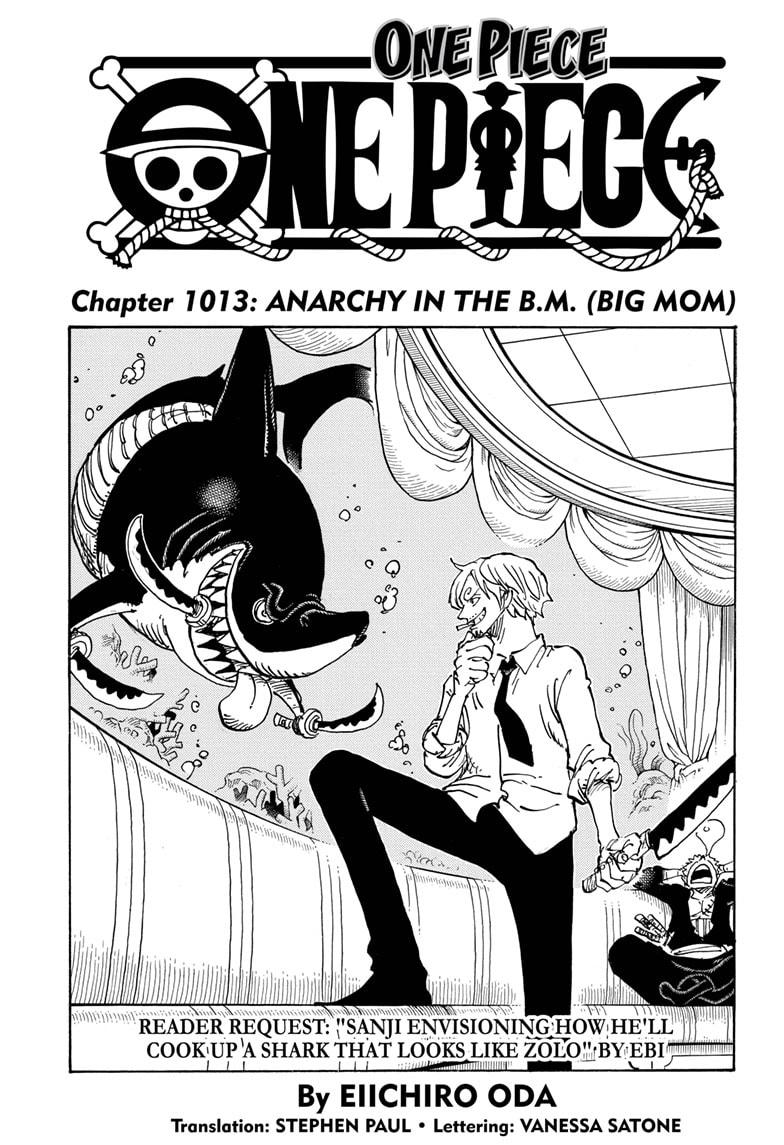 ONE PIECE
ONE PIECE
Chapter 1013: ANARCHY IN THE B.M. (BIG MOM)
READER REQUEST: "SANJI ENVISIONING HOW HE'LL
COOK UP A SHARK THAT LOOKS LIKE ZOLO" BY EBI
By EIICHIRO ODA
Translation: STEPHEN PAUL • Lettering: VANESSA SATONE